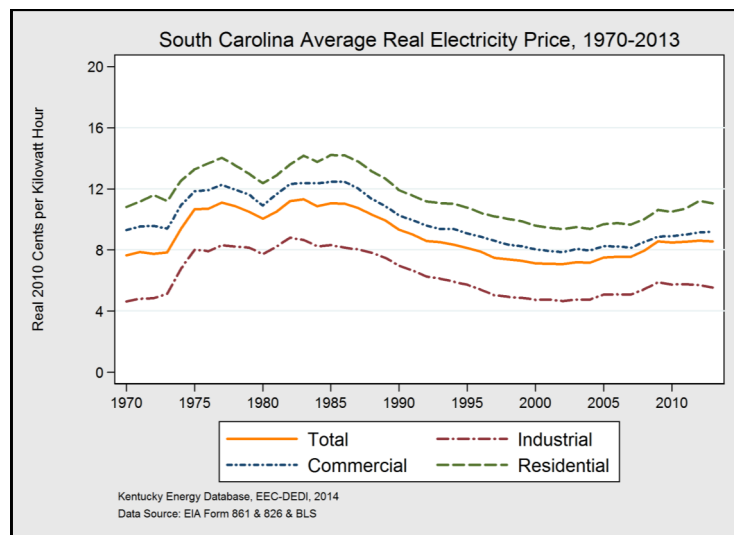 South Carolina Average Real Electricity Price, 1970-2013
Real 2010 Cents per Kilowatt Hour
20
16
12
8
4
0
1970 1975 1980 1985 1990 1995 2000 2005 2010
Total Industrial
Commercial Residential
Kentucky Energy Database, EEC-DEDI, 2014
Data Source: EIA Form 861 & 826 & BLS